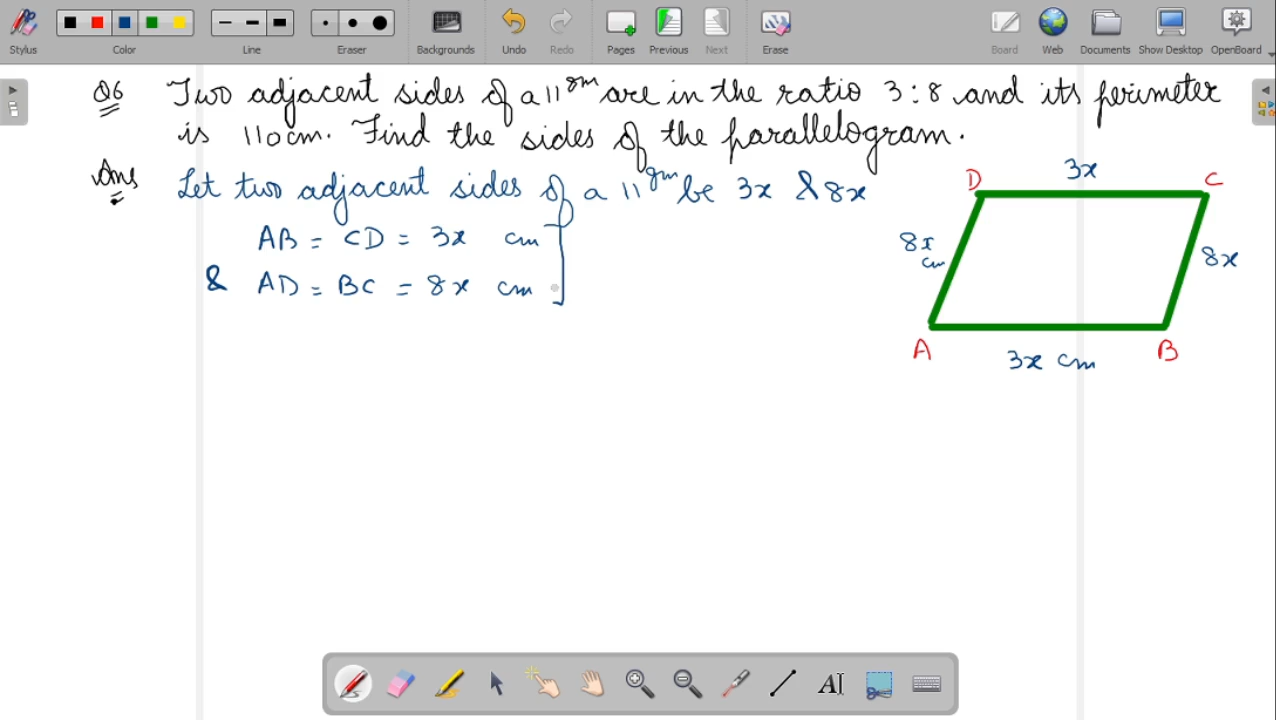 Stylus Color Line Eraser Backgrounds Undo Redo Pages Previous Next Erase Board Web Documents Show Desktop OpenBoard
Q6 Two adjacent sides of a 11gm are in the ratio 3:8 and its perimeter
is 110cm. Find the sides of the parallelogram.
Ans Let two adjacent sides of a 11gm be 3x & 8x
AB = CD = 3x cm
& AD = BC = 8x cm
D 3x C
8x cm
8x
A 3x cm B
AI